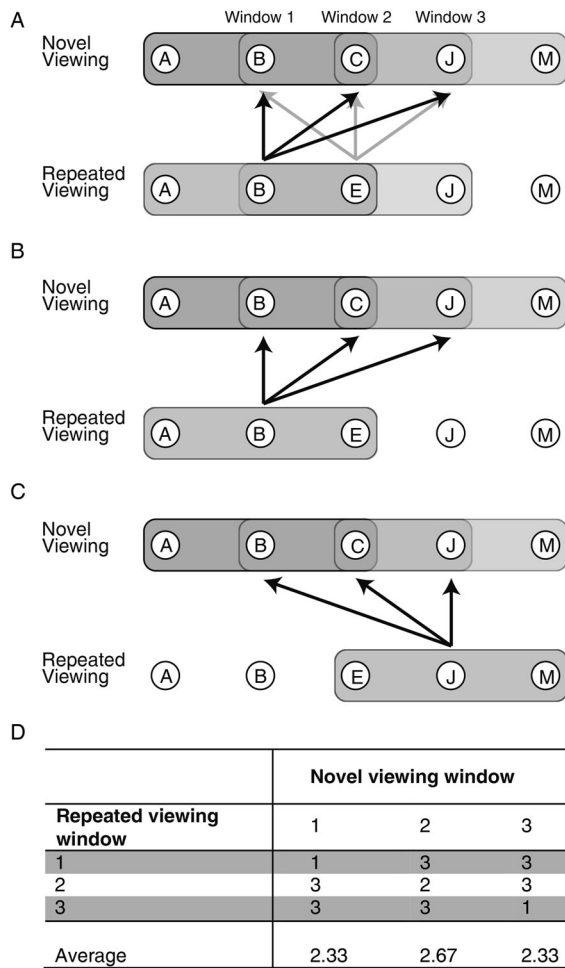 A
Window 1 Window 2 Window 3
Novel
Viewing
A B C J M
Repeated
Viewing
A B E J M
B
Novel
Viewing
A B C J M
Repeated
Viewing
A B E J M
C
Novel
Viewing
A B C J M
Repeated
Viewing
A B E J M
D
Novel viewing window
Repeated viewing
window
1 2 3
1 1 3 3
2 3 2 3
3 3 3 1
Average 2.33 2.67 2.33